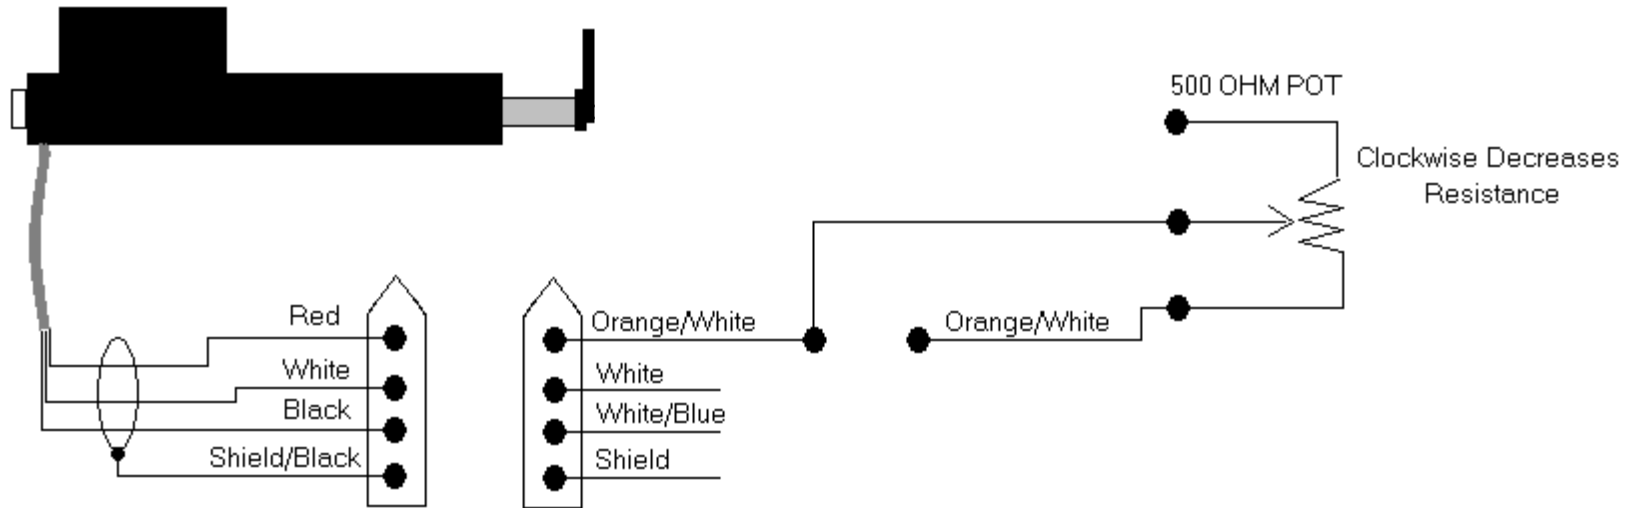 500 OHM POT
Clockwise Decreases
Resistance
Red
White
Black
Shield/Black
Orange/White
White
White/Blue
Shield
Orange/White